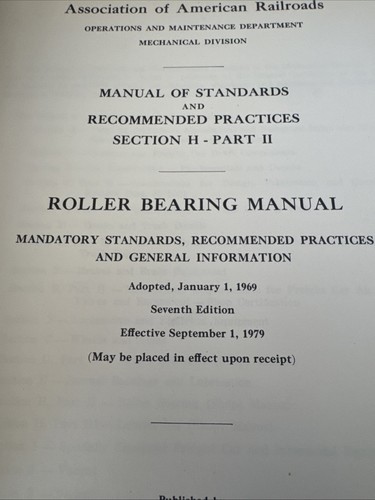 Association of American Railroads
OPERATIONS AND MAINTENANCE DEPARTMENT
MECHANICAL DIVISION
MANUAL OF STANDARDS
AND
RECOMMENDED PRACTICES
SECTION H - PART II
ROLLER BEARING MANUAL
MANDATORY STANDARDS, RECOMMENDED PRACTICES
AND GENERAL INFORMATION
Adopted, January 1, 1969
Seventh Edition
Effective September 1, 1979
(May be placed in effect upon receipt)